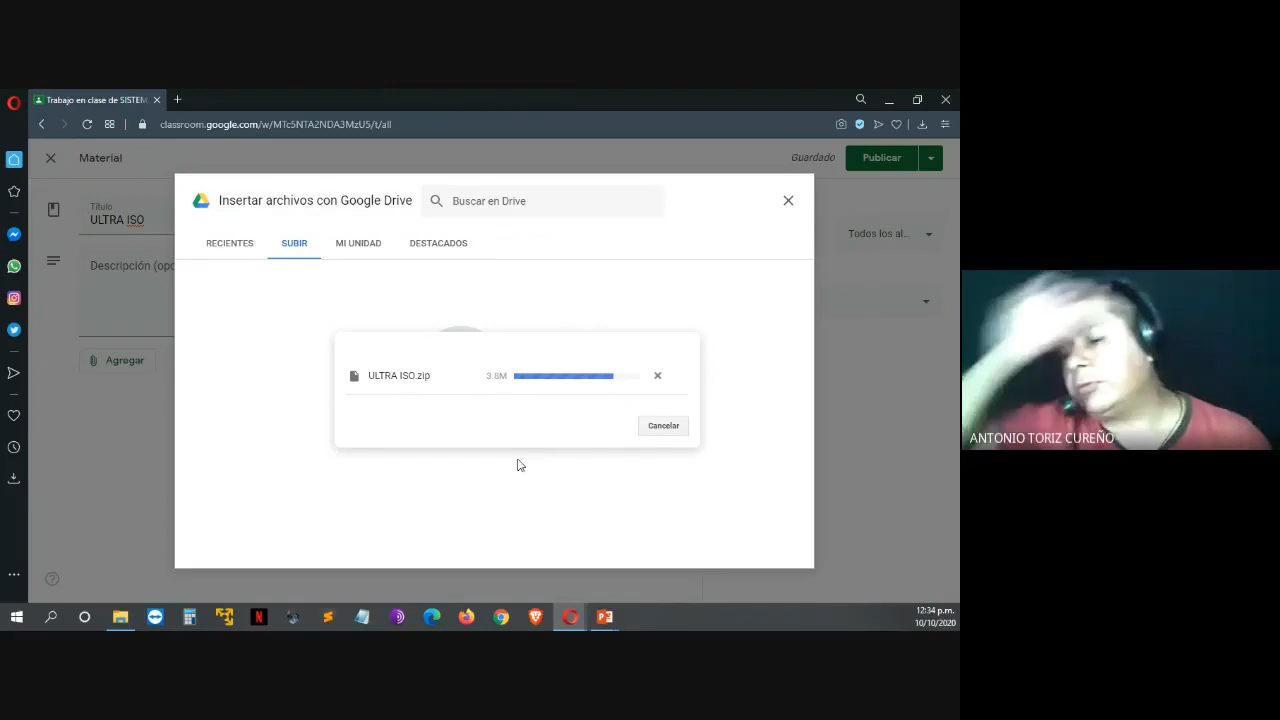 Trabajo en clase de SISTEM
classroom.google.com/w/MTc5NTA2NDA3MzU5/t/all
Material
Guardado
Publicar
Título
ULTRA ISO
Descripción (opc
Agregar
Todos los al...
Insertar archivos con Google Drive
Buscar en Drive
RECIENTES
SUBIR
MI UNIDAD
DESTACADOS
ULTRA ISO.zip
3.8M
Cancelar
ANTONIO TORIZ CUREÑO
12:34 p.m.
10/10/2020